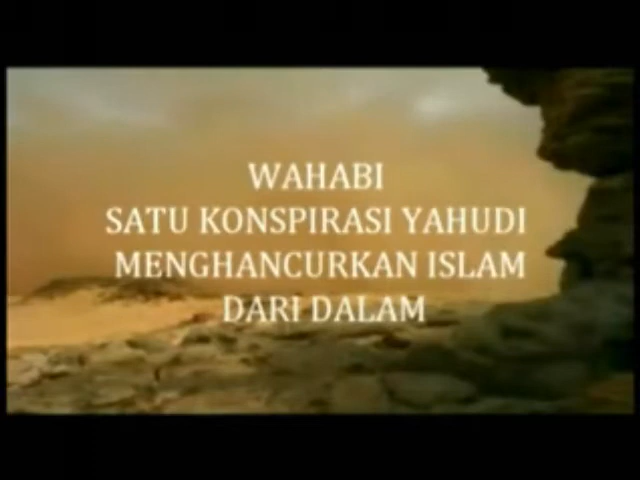 WAHABI
SATU KONSPIRASI YAHUDI
MENGHANCURKAN ISLAM
DARI DALAM